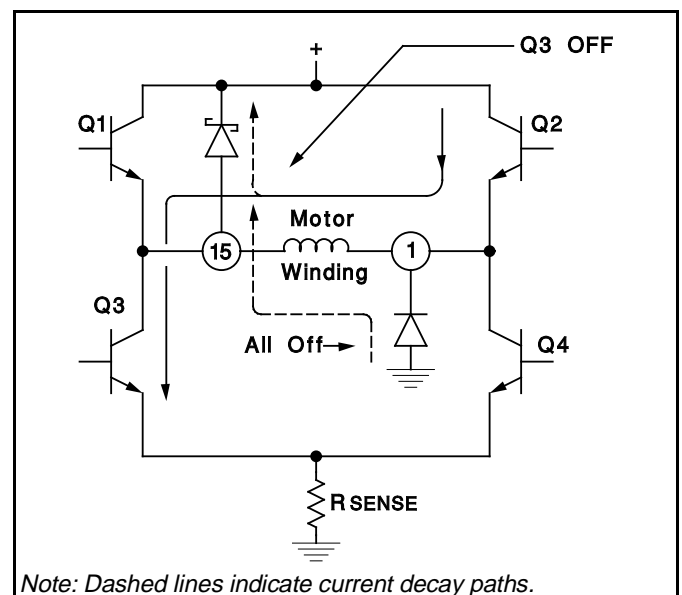 Q3 OFF
+
Q1
Q2
Motor
15
1
Winding
Q3
All Off
Q4
RSENSE
Note: Dashed lines indicate current decay paths.